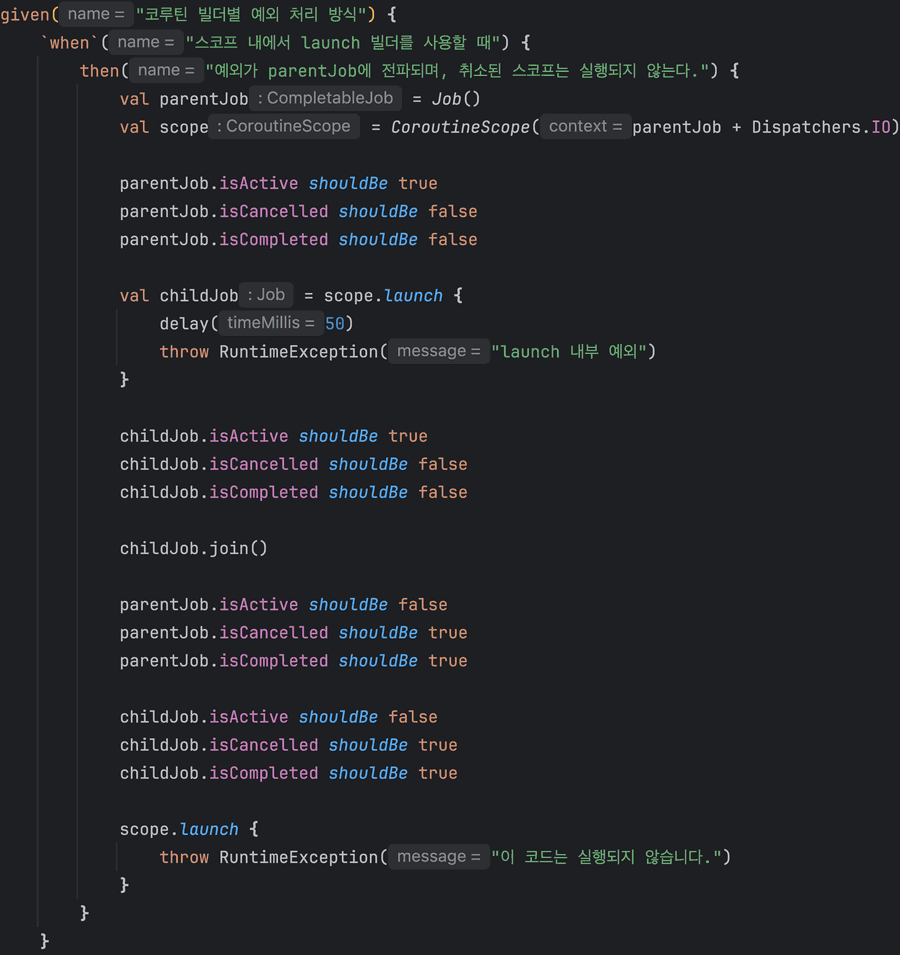 given( name = "코루틴 빌더별 예외 처리 방식") {
`when`( name = "스코프 내에서 launch 빌더를 사용할 때") {
then( name = "예외가 parentJob에 전파되며, 취소된 스코프는 실행되지 않는다.") {
val parentJob : CompletableJob = Job()
val scope : CoroutineScope = CoroutineScope( context = parentJob + Dispatchers.IO)
parentJob.isActive shouldBe true
parentJob.isCancelled shouldBe false
parentJob.isCompleted shouldBe false
val childJob : Job = scope.launch {
delay( timeMillis = 50)
throw RuntimeException( message = "launch 내부 예외")
}
childJob.isActive shouldBe true
childJob.isCancelled shouldBe false
childJob.isCompleted shouldBe false
childJob.join()
parentJob.isActive shouldBe false
parentJob.isCancelled shouldBe true
parentJob.isCompleted shouldBe true
childJob.isActive shouldBe false
childJob.isCancelled shouldBe true
childJob.isCompleted shouldBe true
scope.launch {
throw RuntimeException( message = "이 코드는 실행되지 않습니다.")
}
}
}